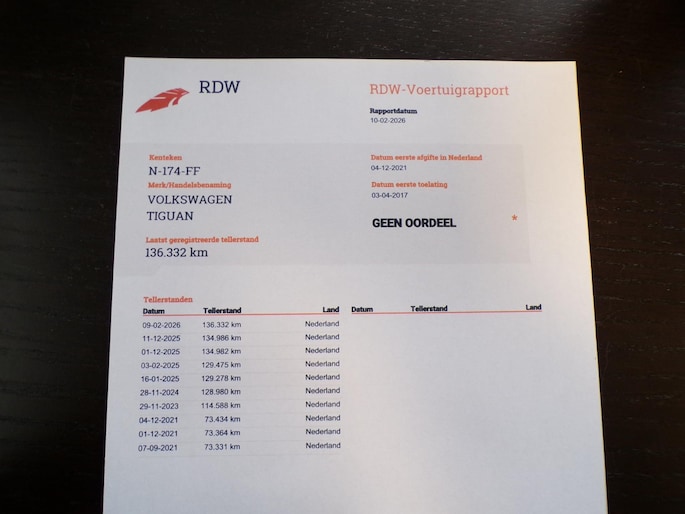 RDW
RDW-Voertuigrapport
Rapportdatum
10-02-2026
Kenteken
N-174-FF
Merk/Handelsbenaming
VOLKSWAGEN
TIGUAN
Laatst geregistreerde tellerstand
136.332 km
Datum eerste afgifte in Nederland
04-12-2021
Datum eerste toelating
03-04-2017
GEEN OORDEEL *
Tellerstanden
Datum Tellerstand Land Datum Tellerstand Land
09-02-2026 136.332 km Nederland
11-12-2025 134.986 km Nederland
01-12-2025 134.982 km Nederland
03-02-2025 129.475 km Nederland
16-01-2025 129.278 km Nederland
28-11-2024 128.980 km Nederland
29-11-2023 114.588 km Nederland
04-12-2021 73.434 km Nederland
01-12-2021 73.364 km Nederland
07-09-2021 73.331 km Nederland